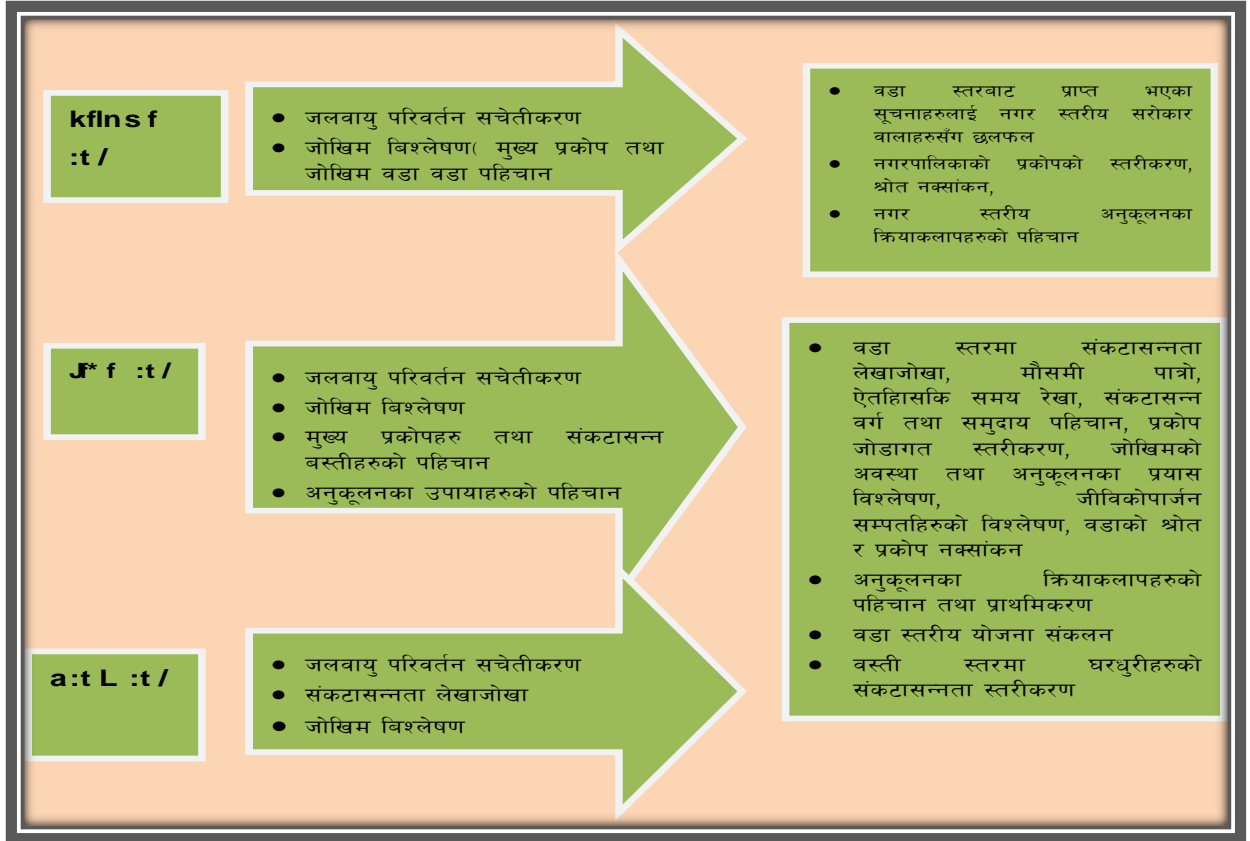 kflnsf
:t/
● जलवायु परिवर्तन सचेतीकरण
● जोखिम बिश्लेषण( मुख्य प्रकोप तथा
जोखिम वडा वडा पहिचान
● वडा स्तरबाट प्राप्त भएका
सूचनाहरुलाई नगर स्तरीय सरोकार
वालाहरुसँग छलफल
● नगरपालिकाको प्रकोपको स्तरीकरण,
श्रोत नक्सांकन,
● नगर स्तरीय अनुकूलनका
क्रियाकलापहरुको पहिचान
J8f :t/
● जलवायु परिवर्तन सचेतीकरण
● जोखिम बिश्लेषण
● मुख्य प्रकोपहरु तथा संकटासन्न
बस्तीहरुको पहिचान
● अनुकूलनका उपायाहरुको पहिचान
● वडा स्तरमा संकटासन्नता
लेखाजोखा, मौसमी पात्रो,
ऐतहिासकि समय रेखा, संकटासन्न
वर्ग तथा समुदाय पहिचान, प्रकोप
जोडागत स्तरीकरण, जोखिमको
अवस्था तथा अनुकूलनका प्रयास
विश्लेषण, जीविकोपार्जन
सम्पतहिरुको विश्लेषण, वडाको श्रोत
र प्रकोप नक्सांकन
● अनुकूलनका क्रियाकलापहरुको
पहिचान तथा प्राथमिकरण
● वडा स्तरीय योजना संकलन
● वस्ती स्तरमा घरधुरीहरुको
संकटासन्नता स्तरीकरण
a:tL :t/
● जलवायु परिवर्तन सचेतीकरण
● संकटासन्नता लेखाजोखा
● जोखिम बिश्लेषण